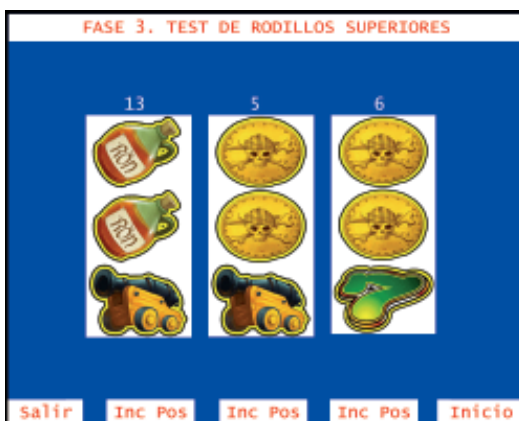 FASE 3. TEST DE RODILLOS SUPERIORES
13 5 6
RON
RON
Salir Inc Pos Inc Pos Inc Pos Inicio